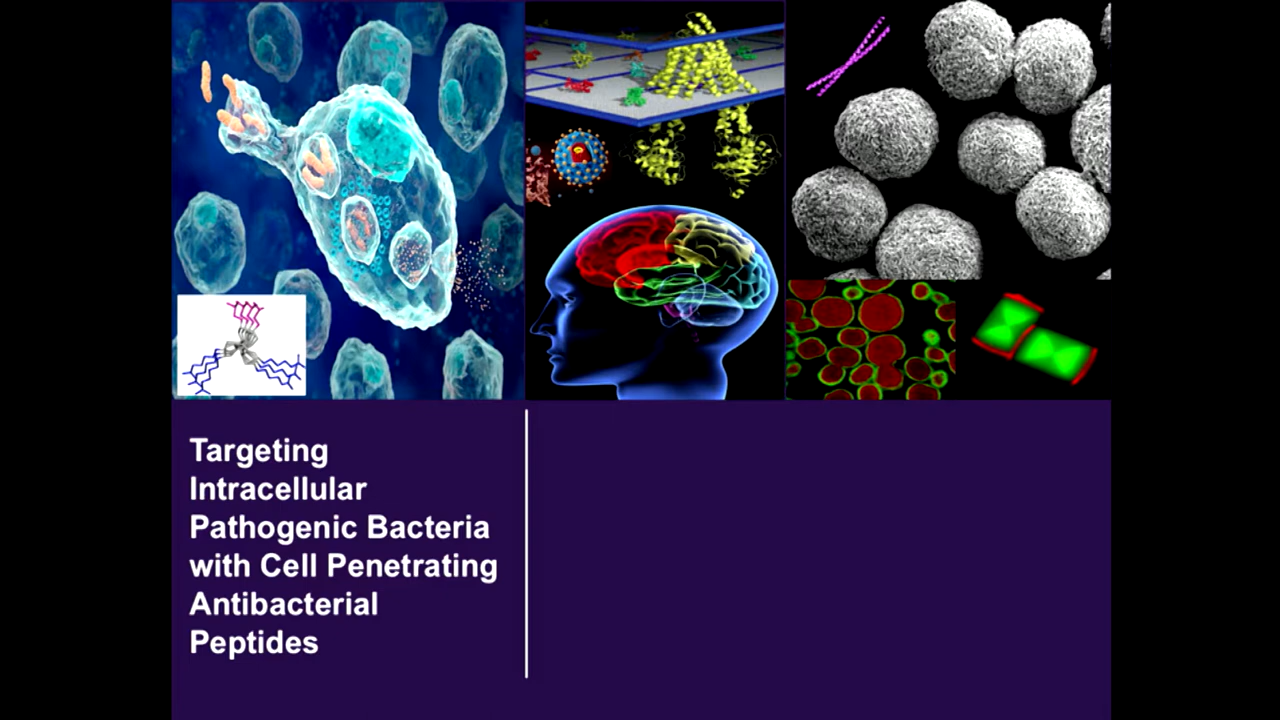 Targeting
Intracellular
Pathogenic Bacteria
with Cell Penetrating
Antibacterial
Peptides